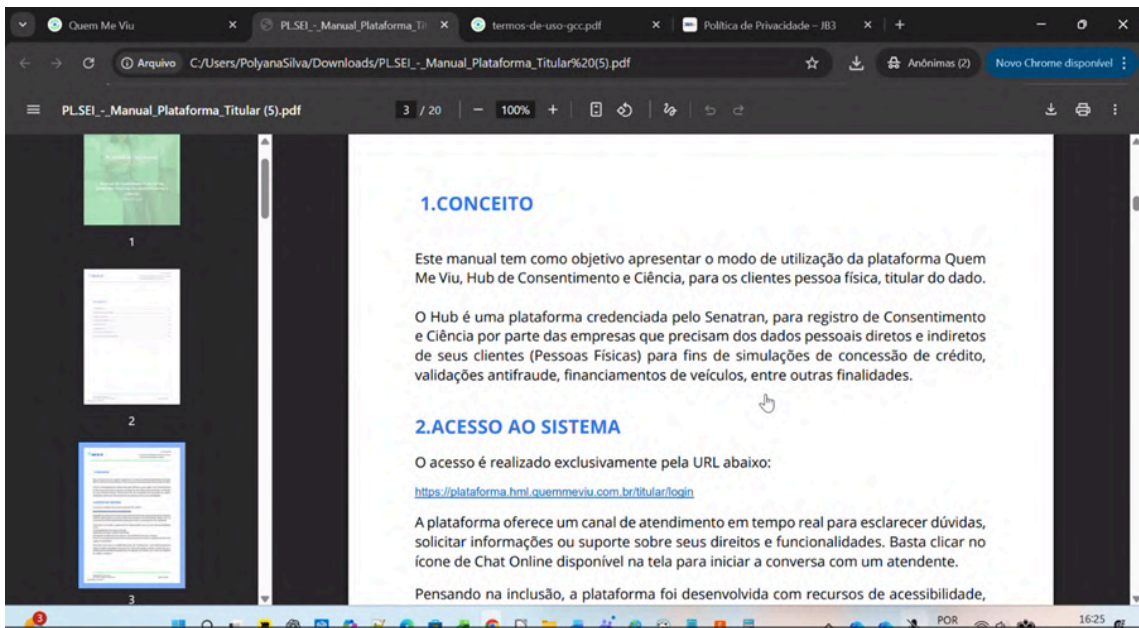 Quem Me Viu
PL.SEI_-_Manual_Plataforma_Ti
termos-de-uso-gcc.pdf
Política de Privacidade – JB3
Arquivo
C:/Users/PolyanaSilva/Downloads/PL.SEI_-_Manual_Plataforma_Titular%20(5).pdf
Anônimas (2)
Novo Chrome disponível
PL.SEI_-_Manual_Plataforma_Titular (5).pdf
3 / 20
100%
1
2
3
1.CONCEITO
Este manual tem como objetivo apresentar o modo de utilização da plataforma Quem
Me Viu, Hub de Consentimento e Ciência, para os clientes pessoa física, titular do dado.
O Hub é uma plataforma credenciada pelo Senatran, para registro de Consentimento
e Ciência por parte das empresas que precisam dos dados pessoais diretos e indiretos
de seus clientes (Pessoas Físicas) para fins de simulações de concessão de crédito,
validações antifraude, financiamentos de veículos, entre outras finalidades.
2.ACESSO AO SISTEMA
O acesso é realizado exclusivamente pela URL abaixo:
https://plataforma.hml.quemmeviu.com.br/titular/login
A plataforma oferece um canal de atendimento em tempo real para esclarecer dúvidas,
solicitar informações ou suporte sobre seus direitos e funcionalidades. Basta clicar no
ícone de Chat Online disponível na tela para iniciar a conversa com um atendente.
Pensando na inclusão, a plataforma foi desenvolvida com recursos de acessibilidade,
3
POR
16:25